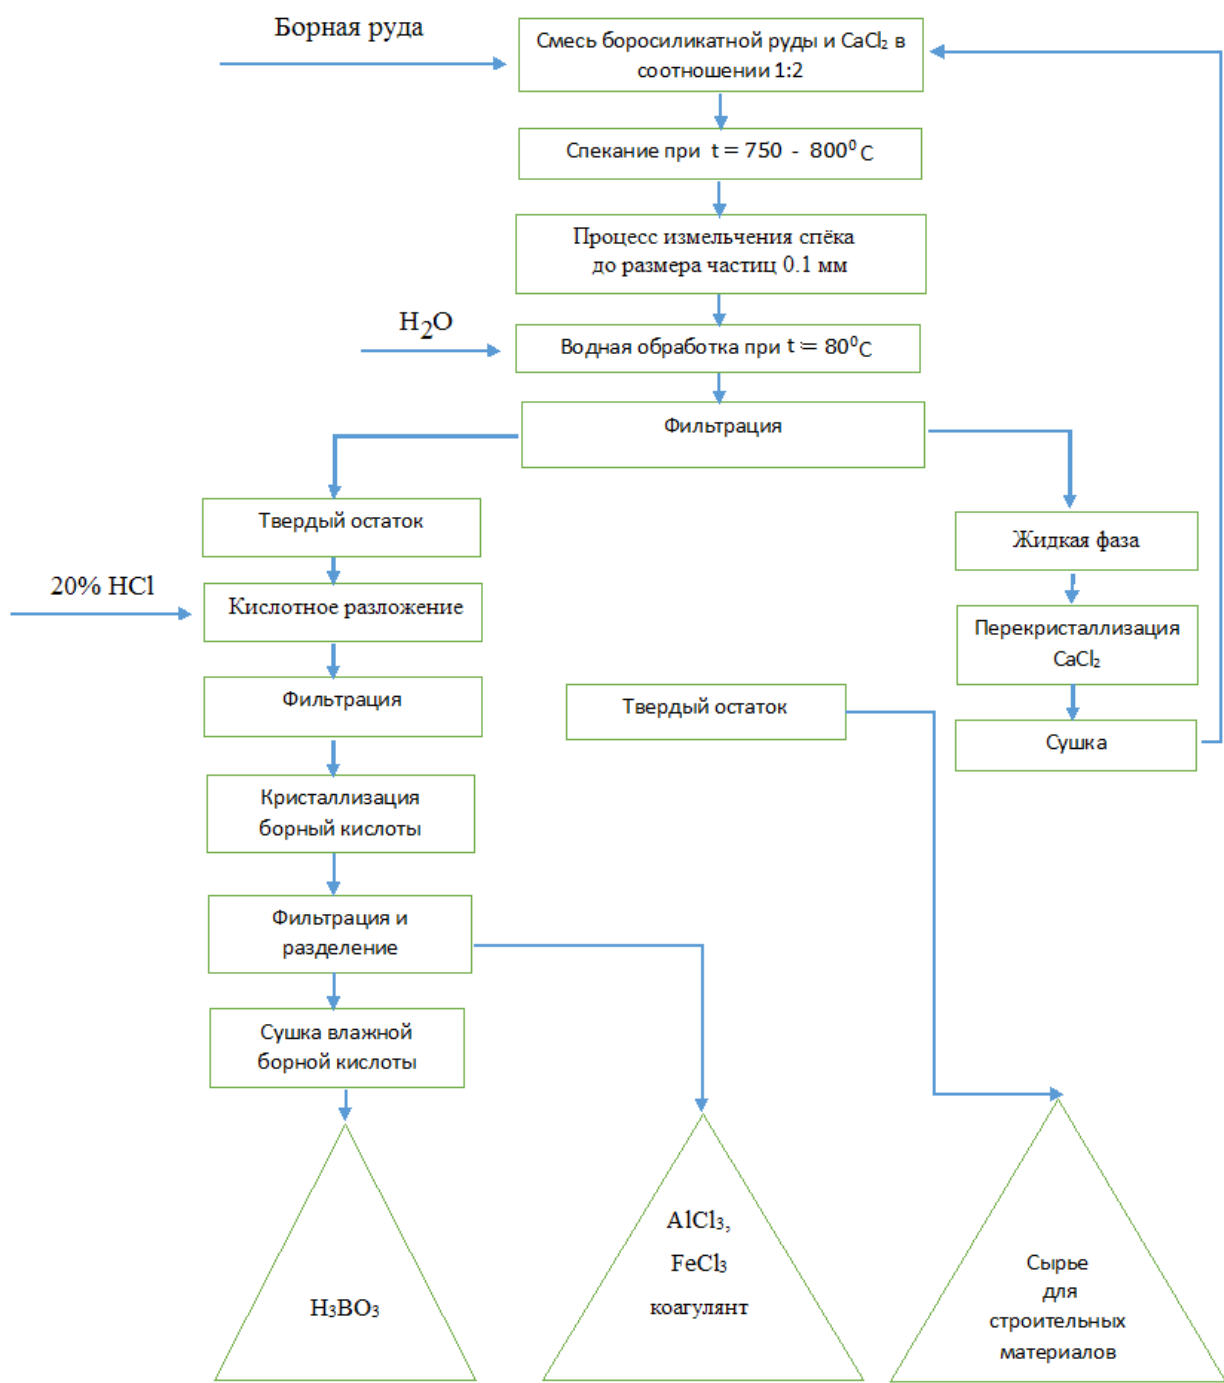 Борная руда
Смесь боросиликатной руды и CaCl₂ в
соотношении 1:2
Спекание при t = 750 - 800⁰ C
Процесс измельчения спёка
до размера частиц 0.1 мм
H₂O
Водная обработка при t = 80⁰C
Фильтрация
Твердый остаток
Жидкая фаза
20% HCl
Кислотное разложение
Перекристаллизация
CaCl₂
Фильтрация
Твердый остаток
Сушка
Кристаллизация
борный кислоты
Фильтрация и
разделение
Сушка влажной
борной кислоты
H₃BO₃
AlCl₃,
FeCl₃
коагулянт
Сырье
для
строительных
материалов